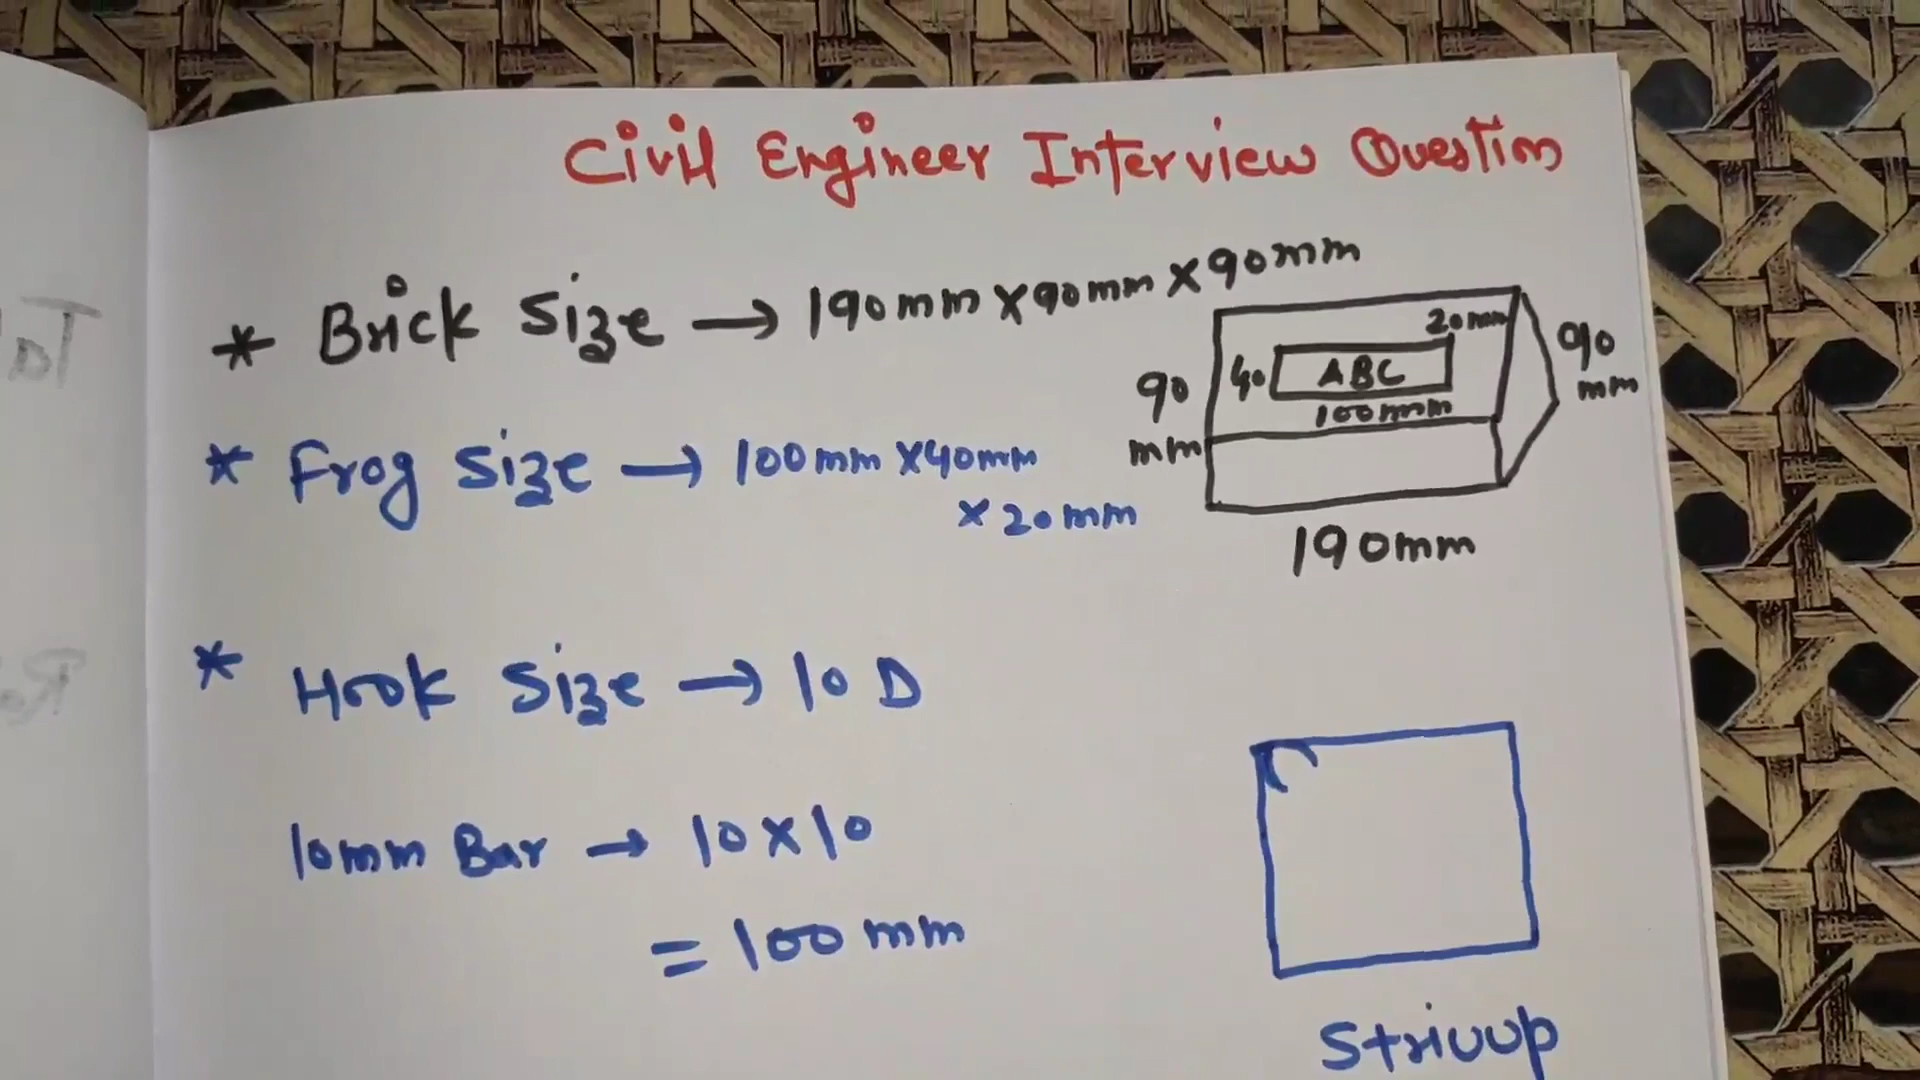 Civil Engineer Interview Question
* Brick Size → 190mm x 90mm x 90mm
20mm
90 mm
40
ABC
100mm
90 mm
190mm
* Frog Size → 100mm x 40mm
x 20mm
* Hook Size → 10 D
10mm Bar → 10 x 10
= 100 mm
Stirrup